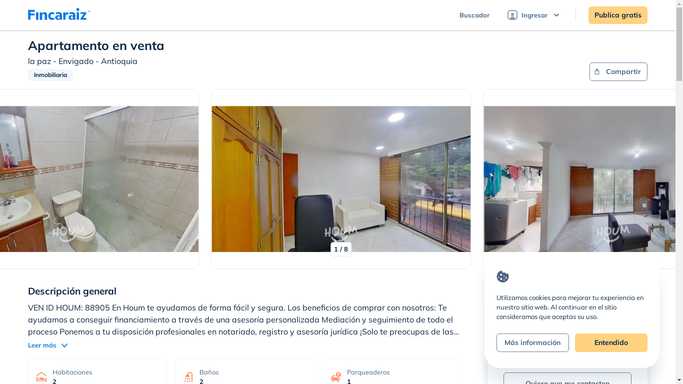 Fincaraiz
Buscador
Ingresar
Publica gratis
Apartamento en venta
la paz - Envigado - Antioquia
Inmobiliaria
Compartir
HOUM
HOUM
HOUM
1 / 8
Descripción general
VEN ID HOUM: 88905 En Houm te ayudamos de forma fácil y segura. Los beneficios de comprar con nosotros: Te
ayudamos a conseguir financiamiento a través de una asesoría personalizada Mediación y seguimiento de todo el
proceso Ponemos a tu disposición profesionales en notariado, registro y asesoría jurídica ¡Solo te preocupas de las...
Leer más
Habitaciones
2
Baños
2
Parqueaderos
1
Utilizamos cookies para mejorar tu experiencia en
nuestro sitio web. Al continuar en el sitio
consideramos que aceptas su uso.
Más información
Entendido
Quiero que me contacten